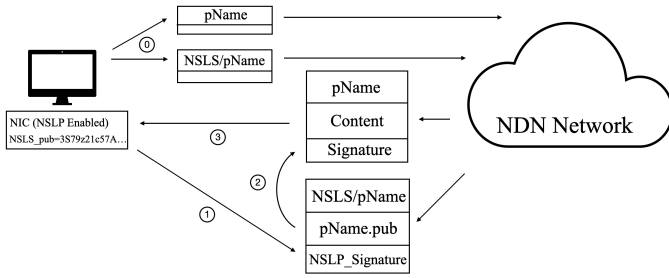 pName
⓪
NSLS/pName
pName
Content
Signature
NDN Network
NIC (NSLP Enabled)
NSLS_pub=3S79z21c57A...
③
②
①
NSLS/pName
pName.pub
NSLP_Signature